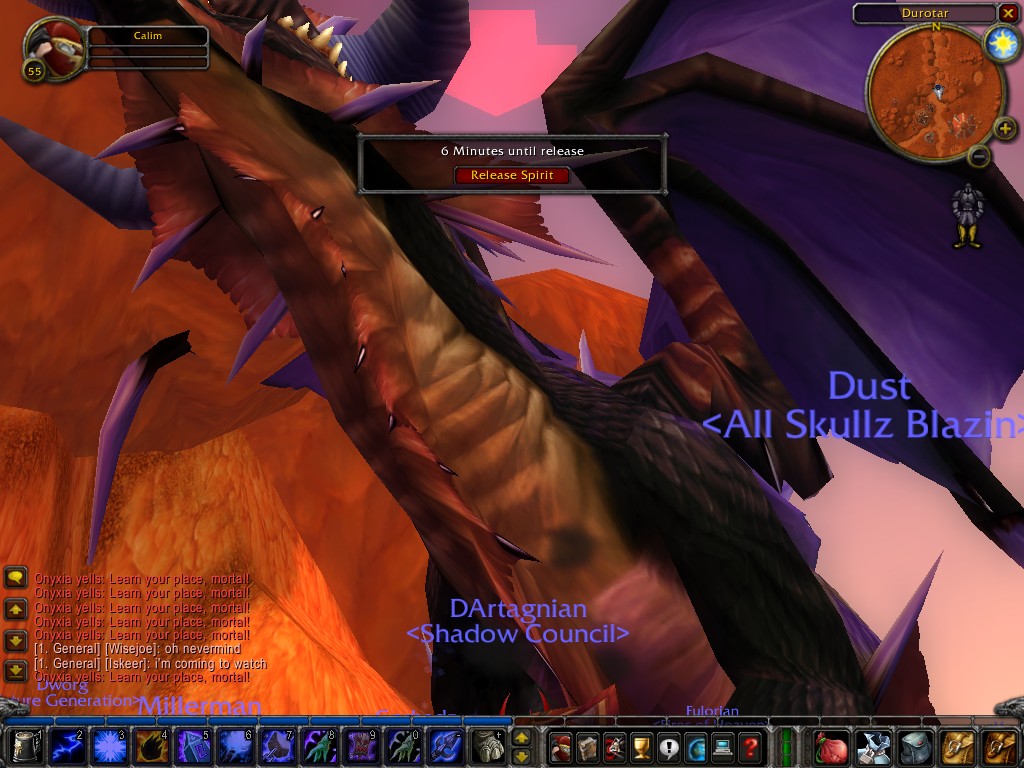 Calim
55
Durotar
N
6 Minutes until release
Release Spirit
Dust
<All Skullz Blazin>
DArtagnian
<Shadow Council>
Onyxia yells: Learn your place, mortal!
Onyxia yells: Learn your place, mortal!
Onyxia yells: Learn your place, mortal!
Onyxia yells: Learn your place, mortal!
Onyxia yells: Learn your place, mortal!
[1. General] [Wisejoe]: oh nevermind
[1. General] [Iskeer]: i'm coming to watch
Onyxia yells: Learn your place, mortal!
Dworg
ure Generation>
Millerman
Fulorian
1 2 3 4 5 6 7 8 9 0 - +